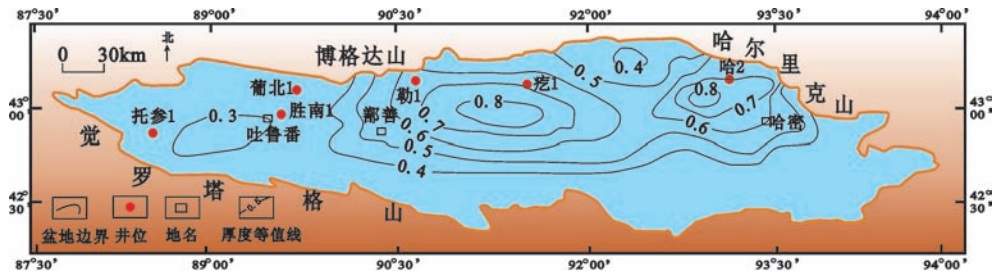 87°30′ 89°00′ 90°30′ 92°00′ 93°30′ 94°00′
0 30km
北
博格达山
哈尔里克山
0.5
0.4
哈2
葡北1
勒1
疙1
0.8
0.7
43°00′
43°00′
托参1
0.3
胜南1
鄯善
0.8
0.7
0.6
哈密
吐鲁番
0.6
0.5
0.4
觉罗塔格山
42°30′
42°30′
0.6
盆地边界 井位 地名 厚度等值线
87°30′ 89°00′ 90°30′ 92°00′ 93°30′ 94°00′